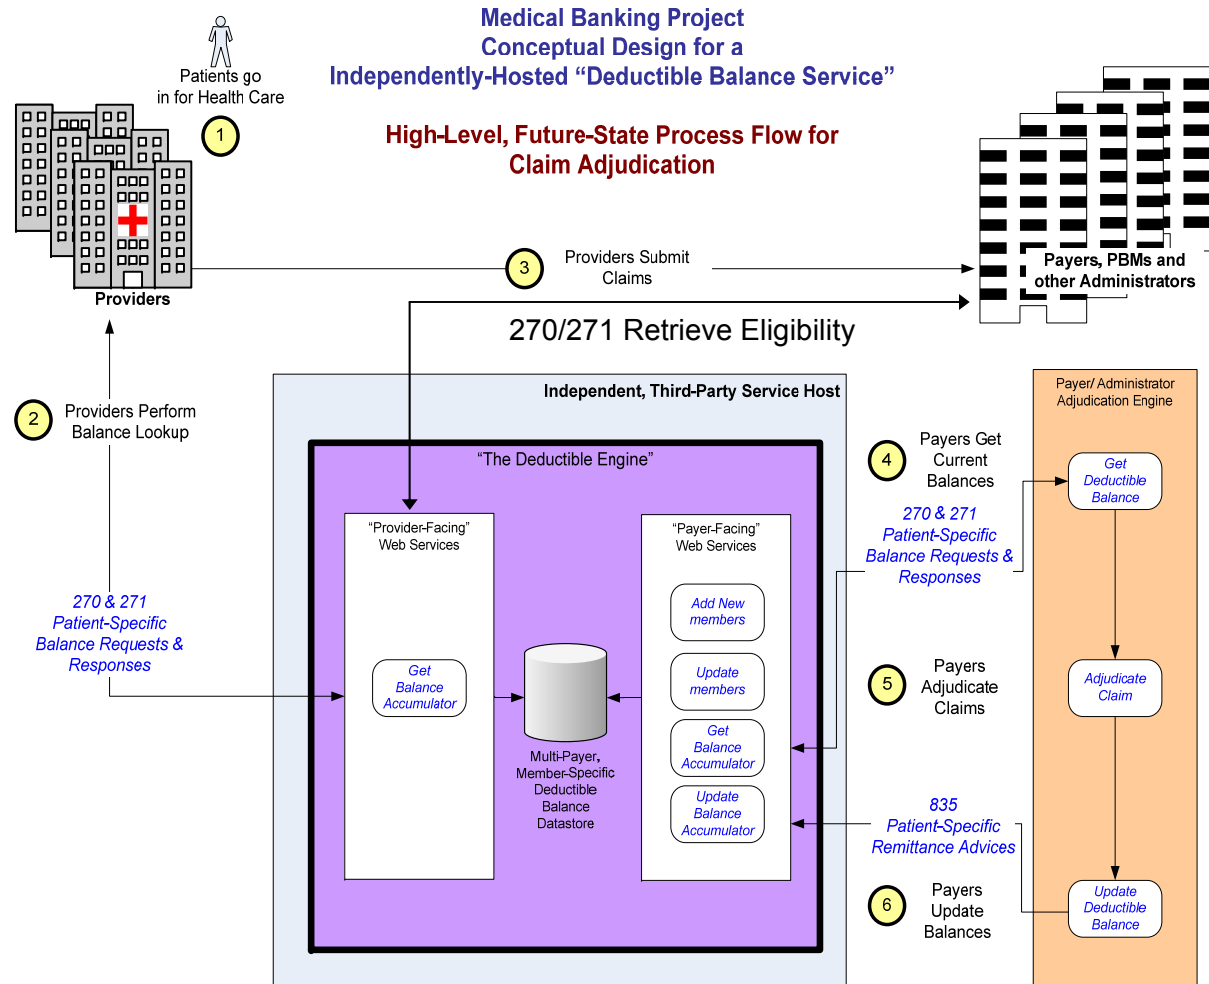 Medical Banking Project
Conceptual Design for a
Independently-Hosted “Deductible Balance Service”
High-Level, Future-State Process Flow for
Claim Adjudication
Patients go
in for Health Care
1
Providers
3
Providers Submit
Claims
Payers, PBMs and
other Administrators
270/271 Retrieve Eligibility
2
Providers Perform
Balance Lookup
270 & 271
Patient-Specific
Balance Requests &
Responses
Independent, Third-Party Service Host
“The Deductible Engine”
“Provider-Facing”
Web Services
Get
Balance
Accumulator
Multi-Payer,
Member-Specific
Deductible
Balance
Datastore
“Payer-Facing”
Web Services
Add New
members
Update
members
Get
Balance
Accumulator
Update
Balance
Accumulator
4
Payers Get
Current
Balances
270 & 271
Patient-Specific
Balance Requests &
Responses
5
Payers
Adjudicate
Claims
835
Patient-Specific
Remittance Advices
6
Payers
Update
Balances
Payer/ Administrator
Adjudication Engine
Get
Deductible
Balance
Adjudicate
Claim
Update
Deductible
Balance